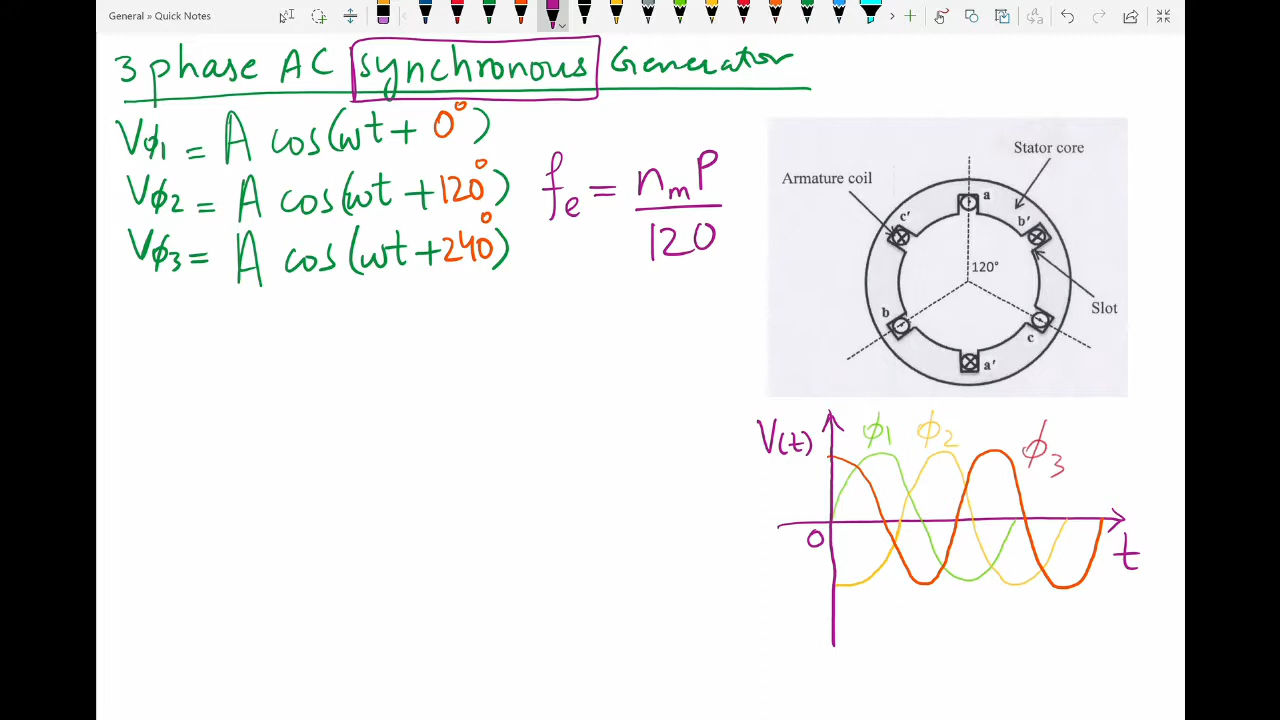 General » Quick Notes
3 phase AC synchronous Generator
Vϕ1 = A cos(ωt + 0°)
Vϕ2 = A cos(ωt + 120°)
Vϕ3 = A cos(ωt + 240°)
fe = nmP / 120
Stator core
Armature coil
a
c'
b'
120°
Slot
b
c
a'
V(t)
ϕ1
ϕ2
ϕ3
0
t